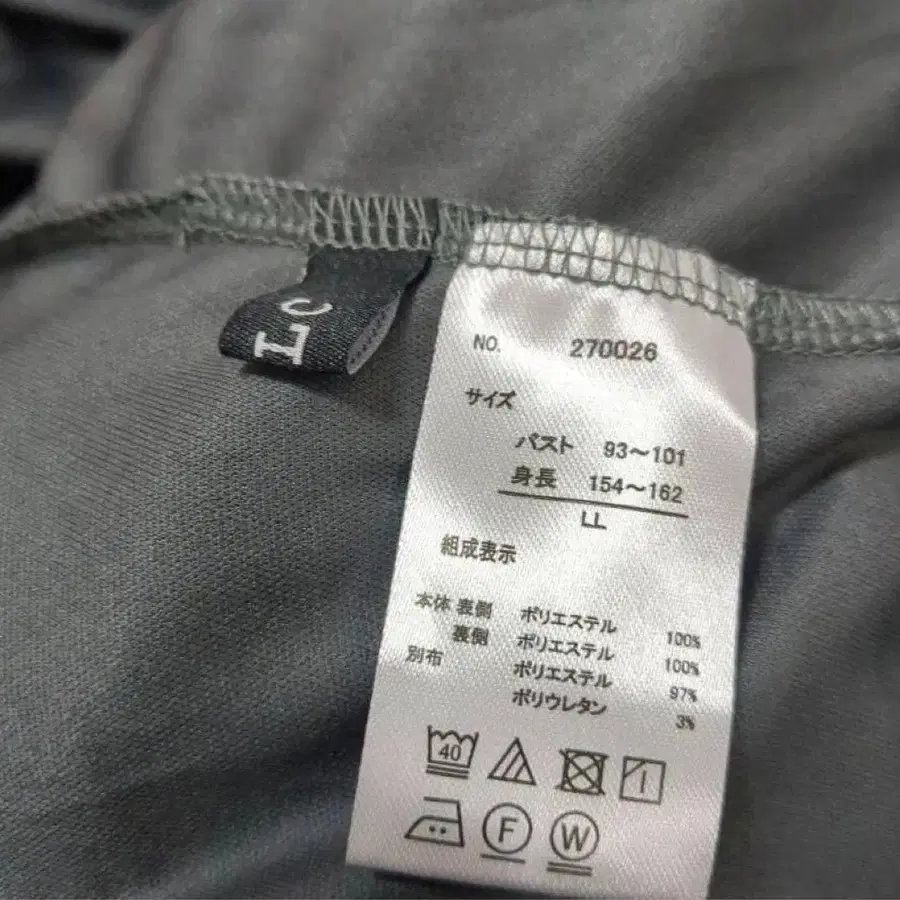 Lc
NO. 270026
サイズ
バスト 93～101
身長 154～162
LL
組成表示
本体 表側 ポリエステル 100%
裏側 ポリエステル 100%
別布 ポリエステル 97%
ポリウレタン 3%
40
F W